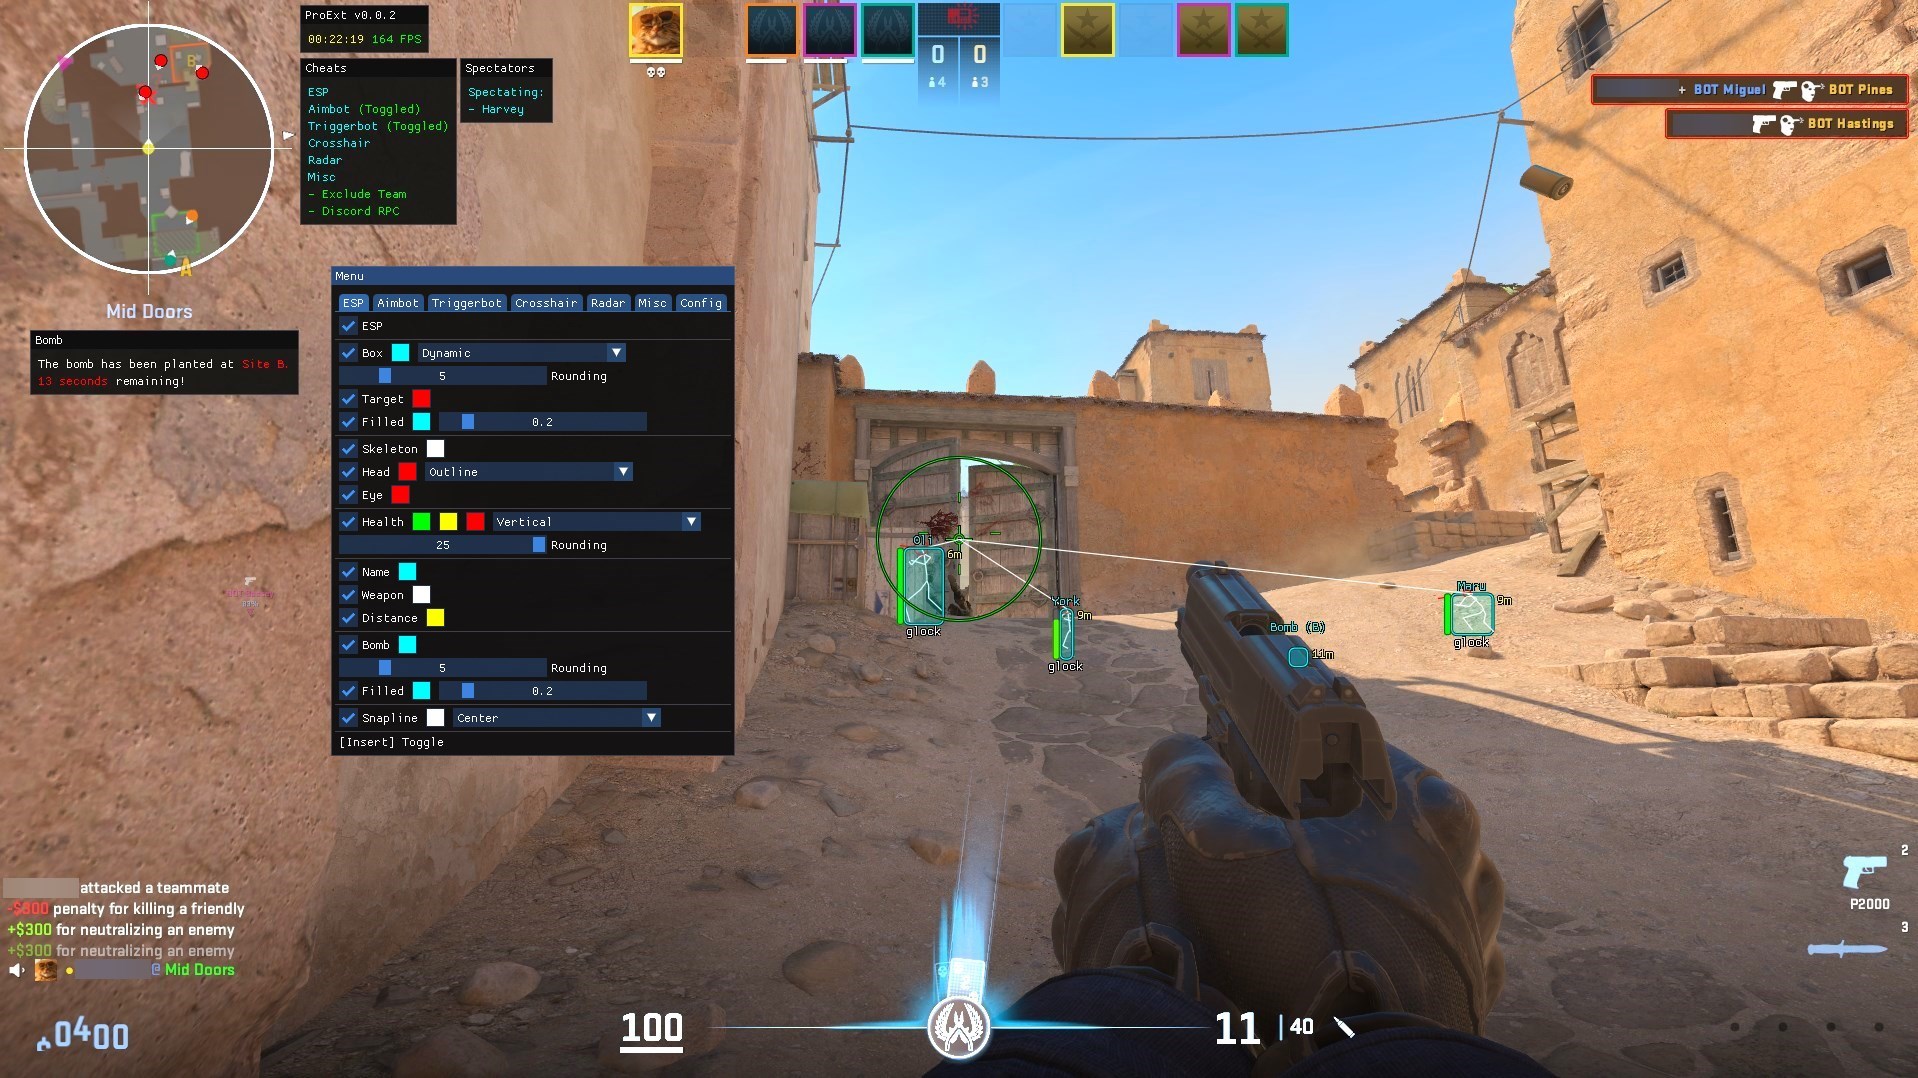 ProExt v0.0.2
00:22:19 164 FPS
Cheats
ESP
Aimbot (Toggled)
Triggerbot (Toggled)
Crosshair
Radar
Misc
- Exclude Team
- Discord RPC
Spectators
Spectating:
- Harvey
0 0
4 3
+ BOT Miguel BOT Pines
BOT Hastings
B
A
Mid Doors
Bomb
The bomb has been planted at Site B.
13 seconds remaining!
Menu
ESP Aimbot Triggerbot Crosshair Radar Misc Config
ESP
Box Dynamic
5 Rounding
Target
Filled 0.2
Skeleton
Head Outline
Eye
Health Vertical
25 Rounding
Name
Weapon
Distance
Bomb
5 Rounding
Filled 0.2
Snapline Center
[Insert] Toggle
Oli
6m
glock
York
9m
glock
Maru
9m
glock
Bomb (B)
11m
attacked a teammate
-$300 penalty for killing a friendly
+$300 for neutralizing an enemy
+$300 for neutralizing an enemy
@ Mid Doors
2
P2000
3
100
11 | 40